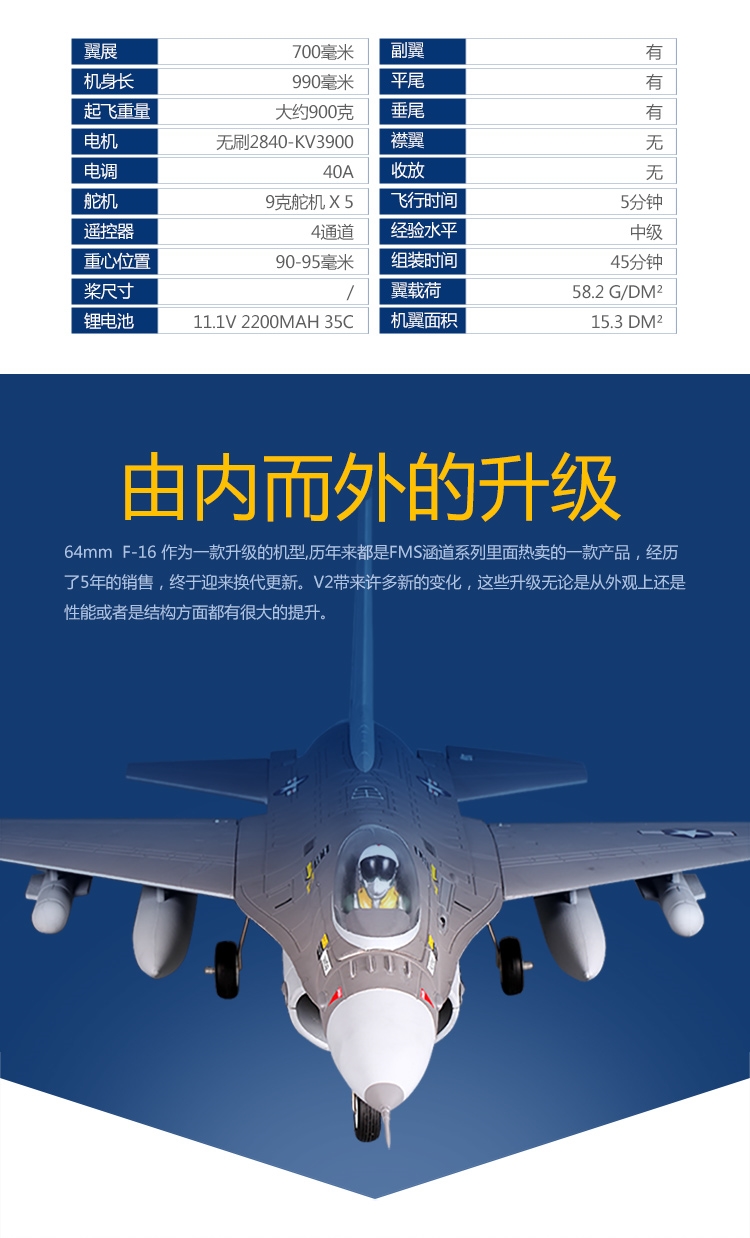 翼展 700毫米 副翼 有
机身长 990毫米 平尾 有
起飞重量 大约900克 垂尾 有
电机 无刷2840-KV3900 襟翼 无
电调 40A 收放 无
舵机 9克舵机 X 5 飞行时间 5分钟
遥控器 4通道 经验水平 中级
重心位置 90-95毫米 组装时间 45分钟
桨尺寸 / 翼载荷 58.2 G/DM²
锂电池 11.1V 2200MAH 35C 机翼面积 15.3 DM²
由内而外的升级
64mm F-16 作为一款升级的机型,历年来都是FMS涵道系列里面热卖的一款产品，经历
了5年的销售，终于迎来换代更新。V2带来许多新的变化，这些升级无论是从外观上还是
性能或者是结构方面都有很大的提升。